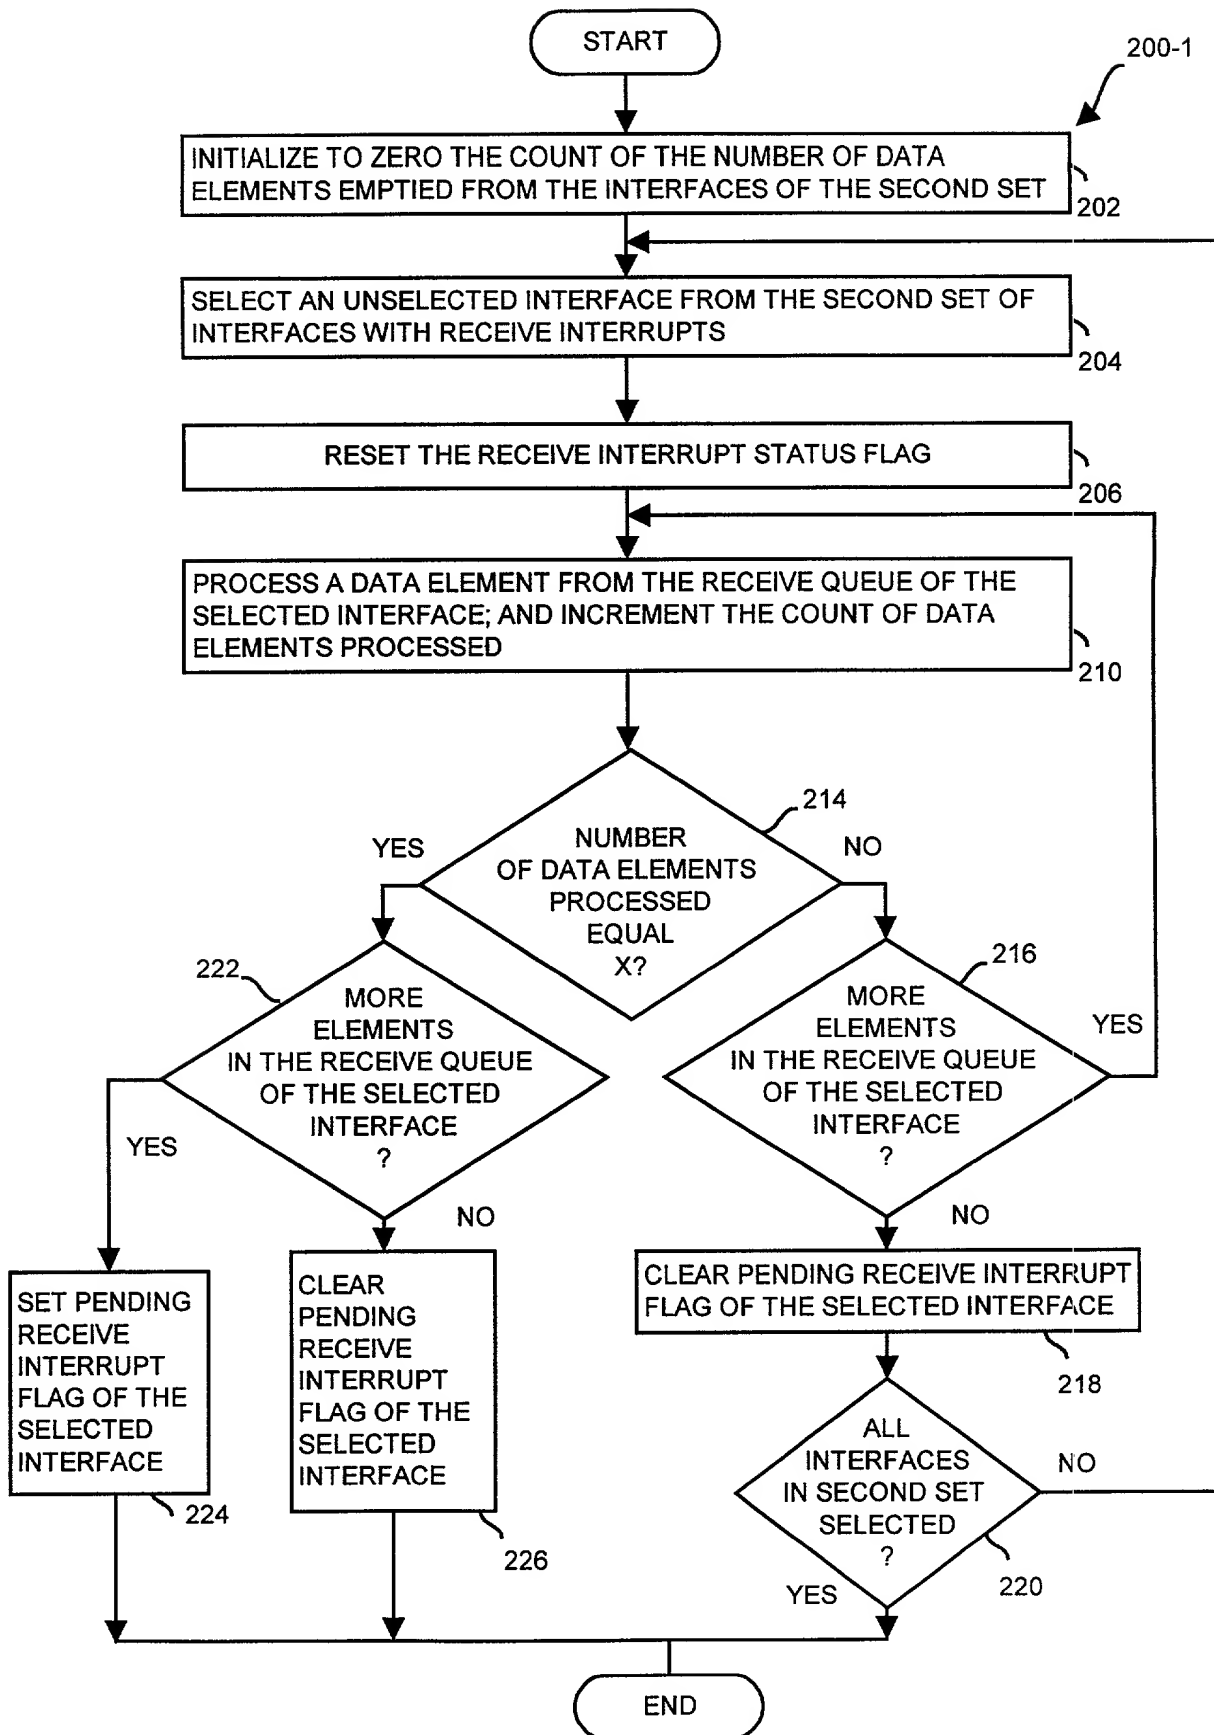 START
200-1
INITIALIZE TO ZERO THE COUNT OF THE NUMBER OF DATA
ELEMENTS EMPTIED FROM THE INTERFACES OF THE SECOND SET
202
SELECT AN UNSELECTED INTERFACE FROM THE SECOND SET OF
INTERFACES WITH RECEIVE INTERRUPTS
204
RESET THE RECEIVE INTERRUPT STATUS FLAG
206
PROCESS A DATA ELEMENT FROM THE RECEIVE QUEUE OF THE
SELECTED INTERFACE; AND INCREMENT THE COUNT OF DATA
ELEMENTS PROCESSED
210
214
YES
NO
NUMBER
OF DATA ELEMENTS
PROCESSED
EQUAL
X?
222
MORE
ELEMENTS
IN THE RECEIVE QUEUE
OF THE SELECTED
INTERFACE
?
YES
NO
216
MORE
ELEMENTS
IN THE RECEIVE QUEUE
OF THE SELECTED
INTERFACE
?
YES
NO
SET PENDING
RECEIVE
INTERRUPT
FLAG OF THE
SELECTED
INTERFACE
224
CLEAR
PENDING
RECEIVE
INTERRUPT
FLAG OF THE
SELECTED
INTERFACE
226
CLEAR PENDING RECEIVE INTERRUPT
FLAG OF THE SELECTED INTERFACE
218
ALL
INTERFACES
IN SECOND SET
SELECTED
?
NO
220
YES
END